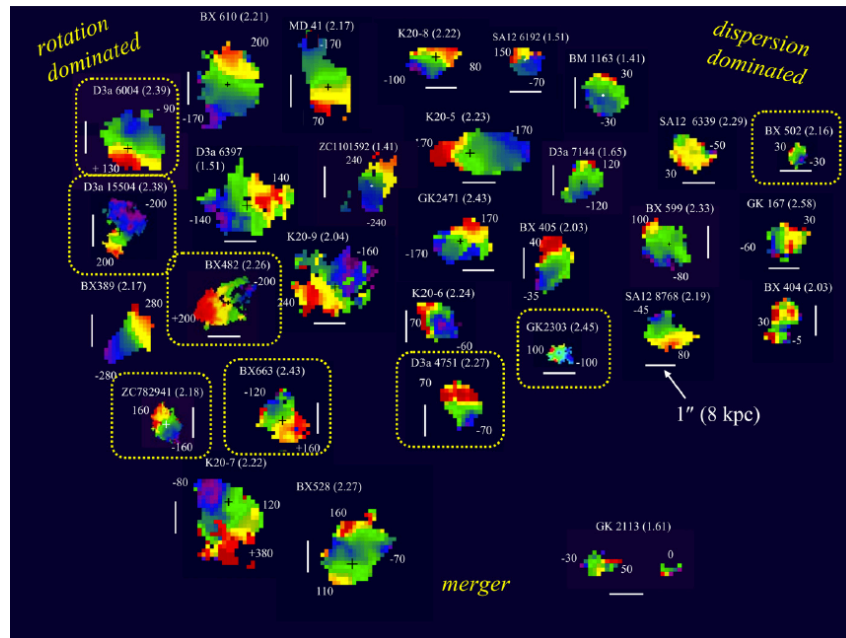 rotation
dominated
dispersion
dominated
BX 610 (2.21)
200
-170
MD 41 (2.17)
-170
70
K20-8 (2.22)
-100
80
SA12 6192 (1.51)
150
-70
BM 1163 (1.41)
30
-30
D3a 6004 (2.39)
- 90
+ 130
D3a 6397
(1.51)
140
-140
ZC1101592 (1.41)
240
-240
K20-5 (2.23)
-70
-170
D3a 7144 (1.65)
120
-120
SA12 6339 (2.29)
-50
30
BX 502 (2.16)
30
-30
D3a 15504 (2.38)
-200
200
GK2471 (2.43)
170
-170
BX 405 (2.03)
40
-35
BX 599 (2.33)
100
-80
GK 167 (2.58)
30
-60
K20-9 (2.04)
-160
240
BX482 (2.26)
-200
+200
BX389 (2.17)
280
-280
K20-6 (2.24)
70
-60
GK2303 (2.45)
100
-100
SA12 8768 (2.19)
-45
80
BX 404 (2.03)
30
-5
1″ (8 kpc)
ZC782941 (2.18)
160
-160
BX663 (2.43)
-120
+160
D3a 4751 (2.27)
70
-70
K20-7 (2.22)
-80
120
+380
BX528 (2.27)
160
-70
110
merger
GK 2113 (1.61)
-30
50
0